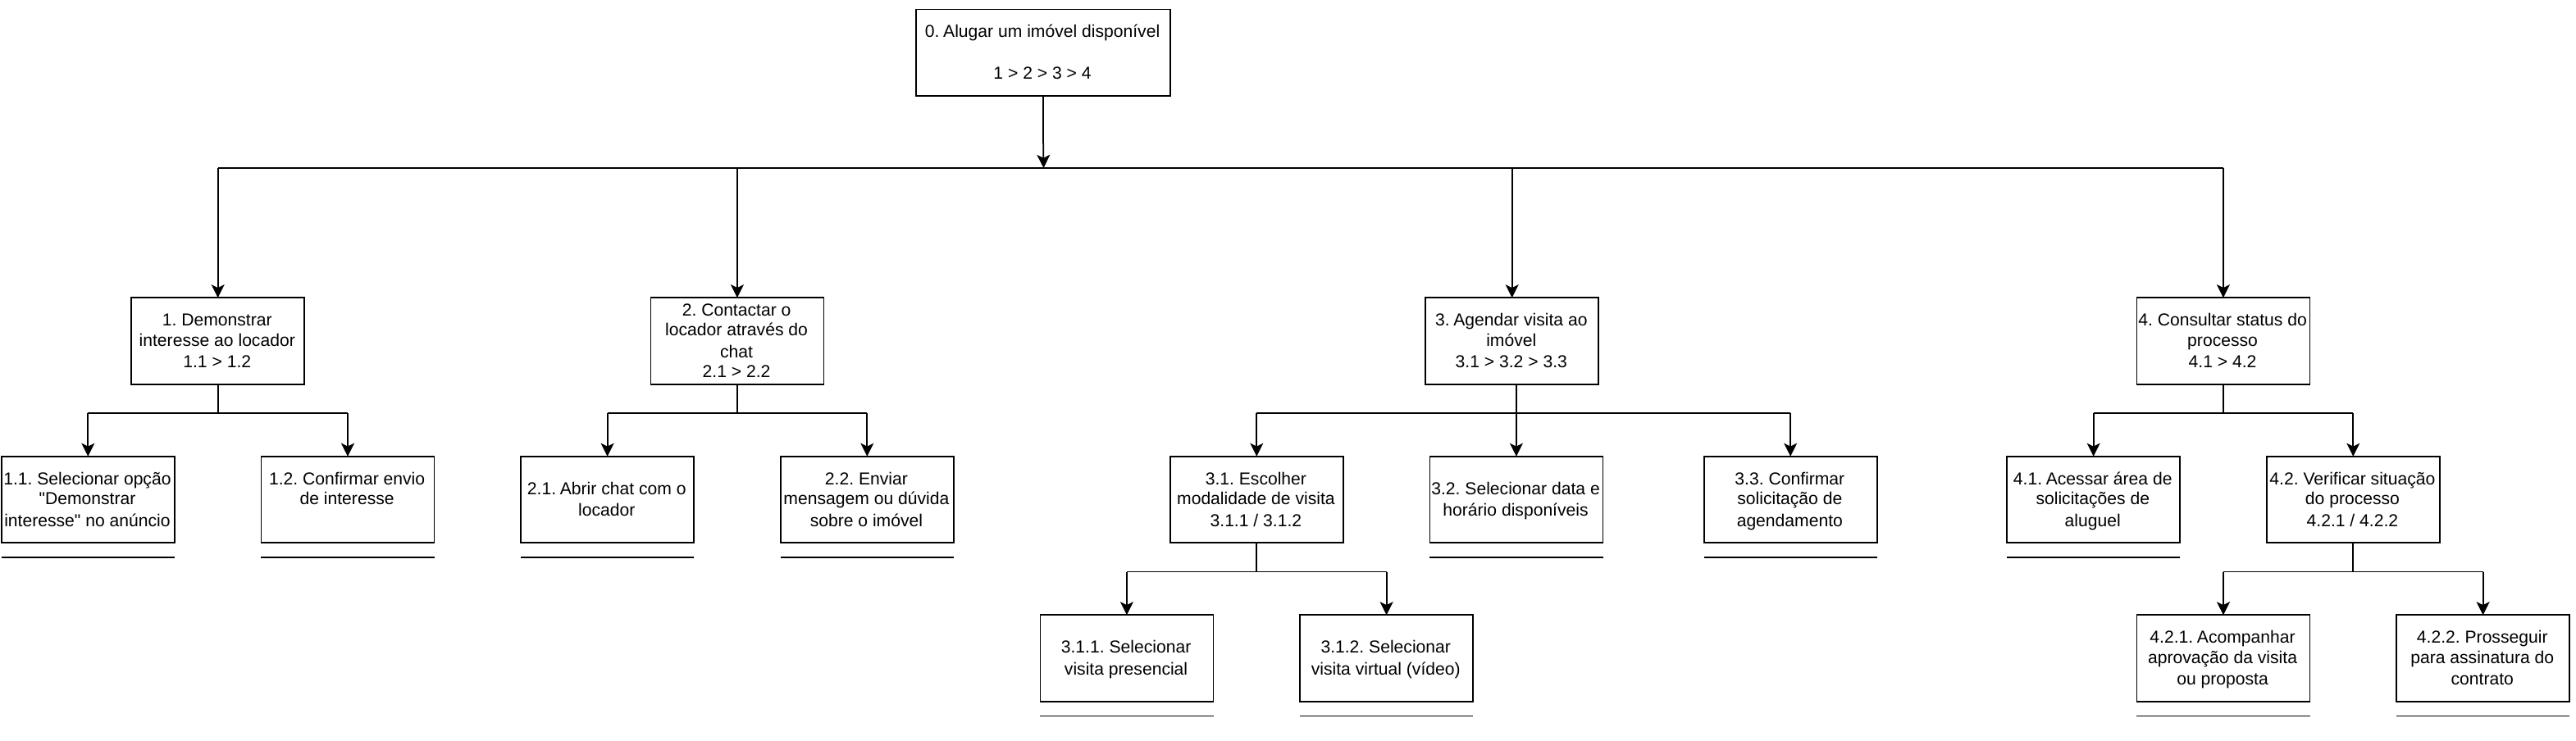 0. Alugar um imóvel disponível
1 > 2 > 3 > 4
1. Demonstrar
interesse ao locador
1.1 > 1.2
2. Contactar o
locador através do
chat
2.1 > 2.2
3. Agendar visita ao
imóvel
3.1 > 3.2 > 3.3
4. Consultar status do
processo
4.1 > 4.2
1.1. Selecionar opção
"Demonstrar
interesse" no anúncio
1.2. Confirmar envio
de interesse
2.1. Abrir chat com o
locador
2.2. Enviar
mensagem ou dúvida
sobre o imóvel
3.1. Escolher
modalidade de visita
3.1.1 / 3.1.2
3.2. Selecionar data e
horário disponíveis
3.3. Confirmar
solicitação de
agendamento
4.1. Acessar área de
solicitações de
aluguel
4.2. Verificar situação
do processo
4.2.1 / 4.2.2
3.1.1. Selecionar
visita presencial
3.1.2. Selecionar
visita virtual (vídeo)
4.2.1. Acompanhar
aprovação da visita
ou proposta
4.2.2. Prosseguir
para assinatura do
contrato